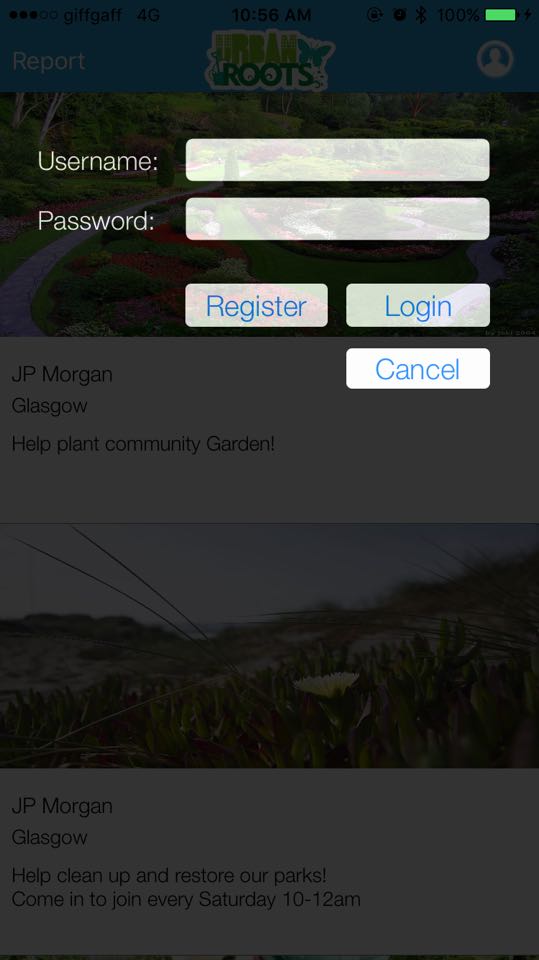 giffgaff 4G 10:56 AM 100%
Report
URBAN
ROOTS
Username:
Password:
Register Login
Cancel
JP Morgan
Glasgow
Help plant community Garden!
JP Morgan
Glasgow
Help clean up and restore our parks!
Come in to join every Saturday 10-12am